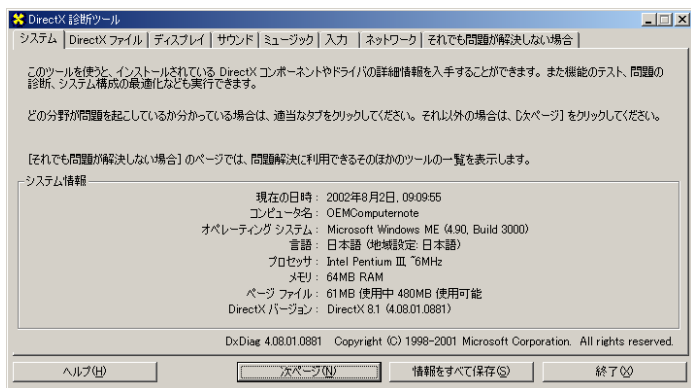 DirectX 診断ツール
システム DirectX ファイル ディスプレイ サウンド ミュージック 入力 ネットワーク それでも問題が解決しない場合
このツールを使うと、インストールされている DirectX コンポーネントやドライバの詳細情報を入手することができます。また機能のテスト、問題の
診断、システム構成の最適化なども実行できます。
どの分野が問題を起こしているか分かっている場合は、適当なタブをクリックしてください。それ以外の場合は、[次ページ] をクリックしてください。
[それでも問題が解決しない場合] のページでは、問題解決に利用できるそのほかのツールの一覧を表示します。
システム情報
現在の日時: 2002年8月2日, 09:09:55
コンピュータ名: OEMComputernote
オペレーティング システム: Microsoft Windows ME (4.90, Build 3000)
言語: 日本語 (地域設定: 日本語)
プロセッサ: Intel Pentium III, ~6MHz
メモリ: 64MB RAM
ページ ファイル: 61MB 使用中 480MB 使用可能
DirectX バージョン: DirectX 8.1 (4.08.01.0881)
DxDiag 4.08.01.0881 Copyright (C) 1998-2001 Microsoft Corporation. All rights reserved.
ヘルプ(H) 次ページ(N) 情報をすべて保存(S) 終了(X)